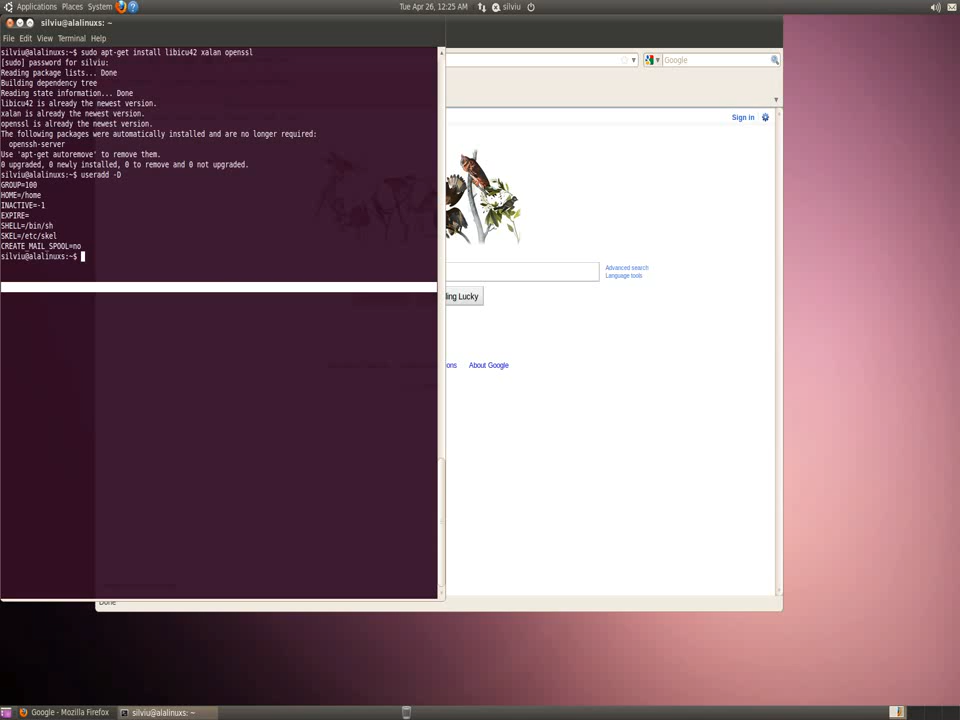 Applications Places System
Tue Apr 26, 12:25 AM
silviu
silviu@alalinuxs: ~
File Edit View Terminal Help
silviu@alalinuxs:~$ sudo apt-get install libicu42 xalan openssl
[sudo] password for silviu:
Reading package lists... Done
Building dependency tree
Reading state information... Done
libicu42 is already the newest version.
xalan is already the newest version.
openssl is already the newest version.
The following packages were automatically installed and are no longer required:
openssh-server
Use 'apt-get autoremove' to remove them.
0 upgraded, 0 newly installed, 0 to remove and 0 not upgraded.
silviu@alalinuxs:~$ useradd -D
GROUP=100
HOME=/home
INACTIVE=-1
EXPIRE=
SHELL=/bin/sh
SKEL=/etc/skel
CREATE_MAIL_SPOOL=no
silviu@alalinuxs:~$
Google
Sign in
Advanced search
Language tools
ing Lucky
ons About Google
Done
Google - Mozilla Firefox
silviu@alalinuxs: ~